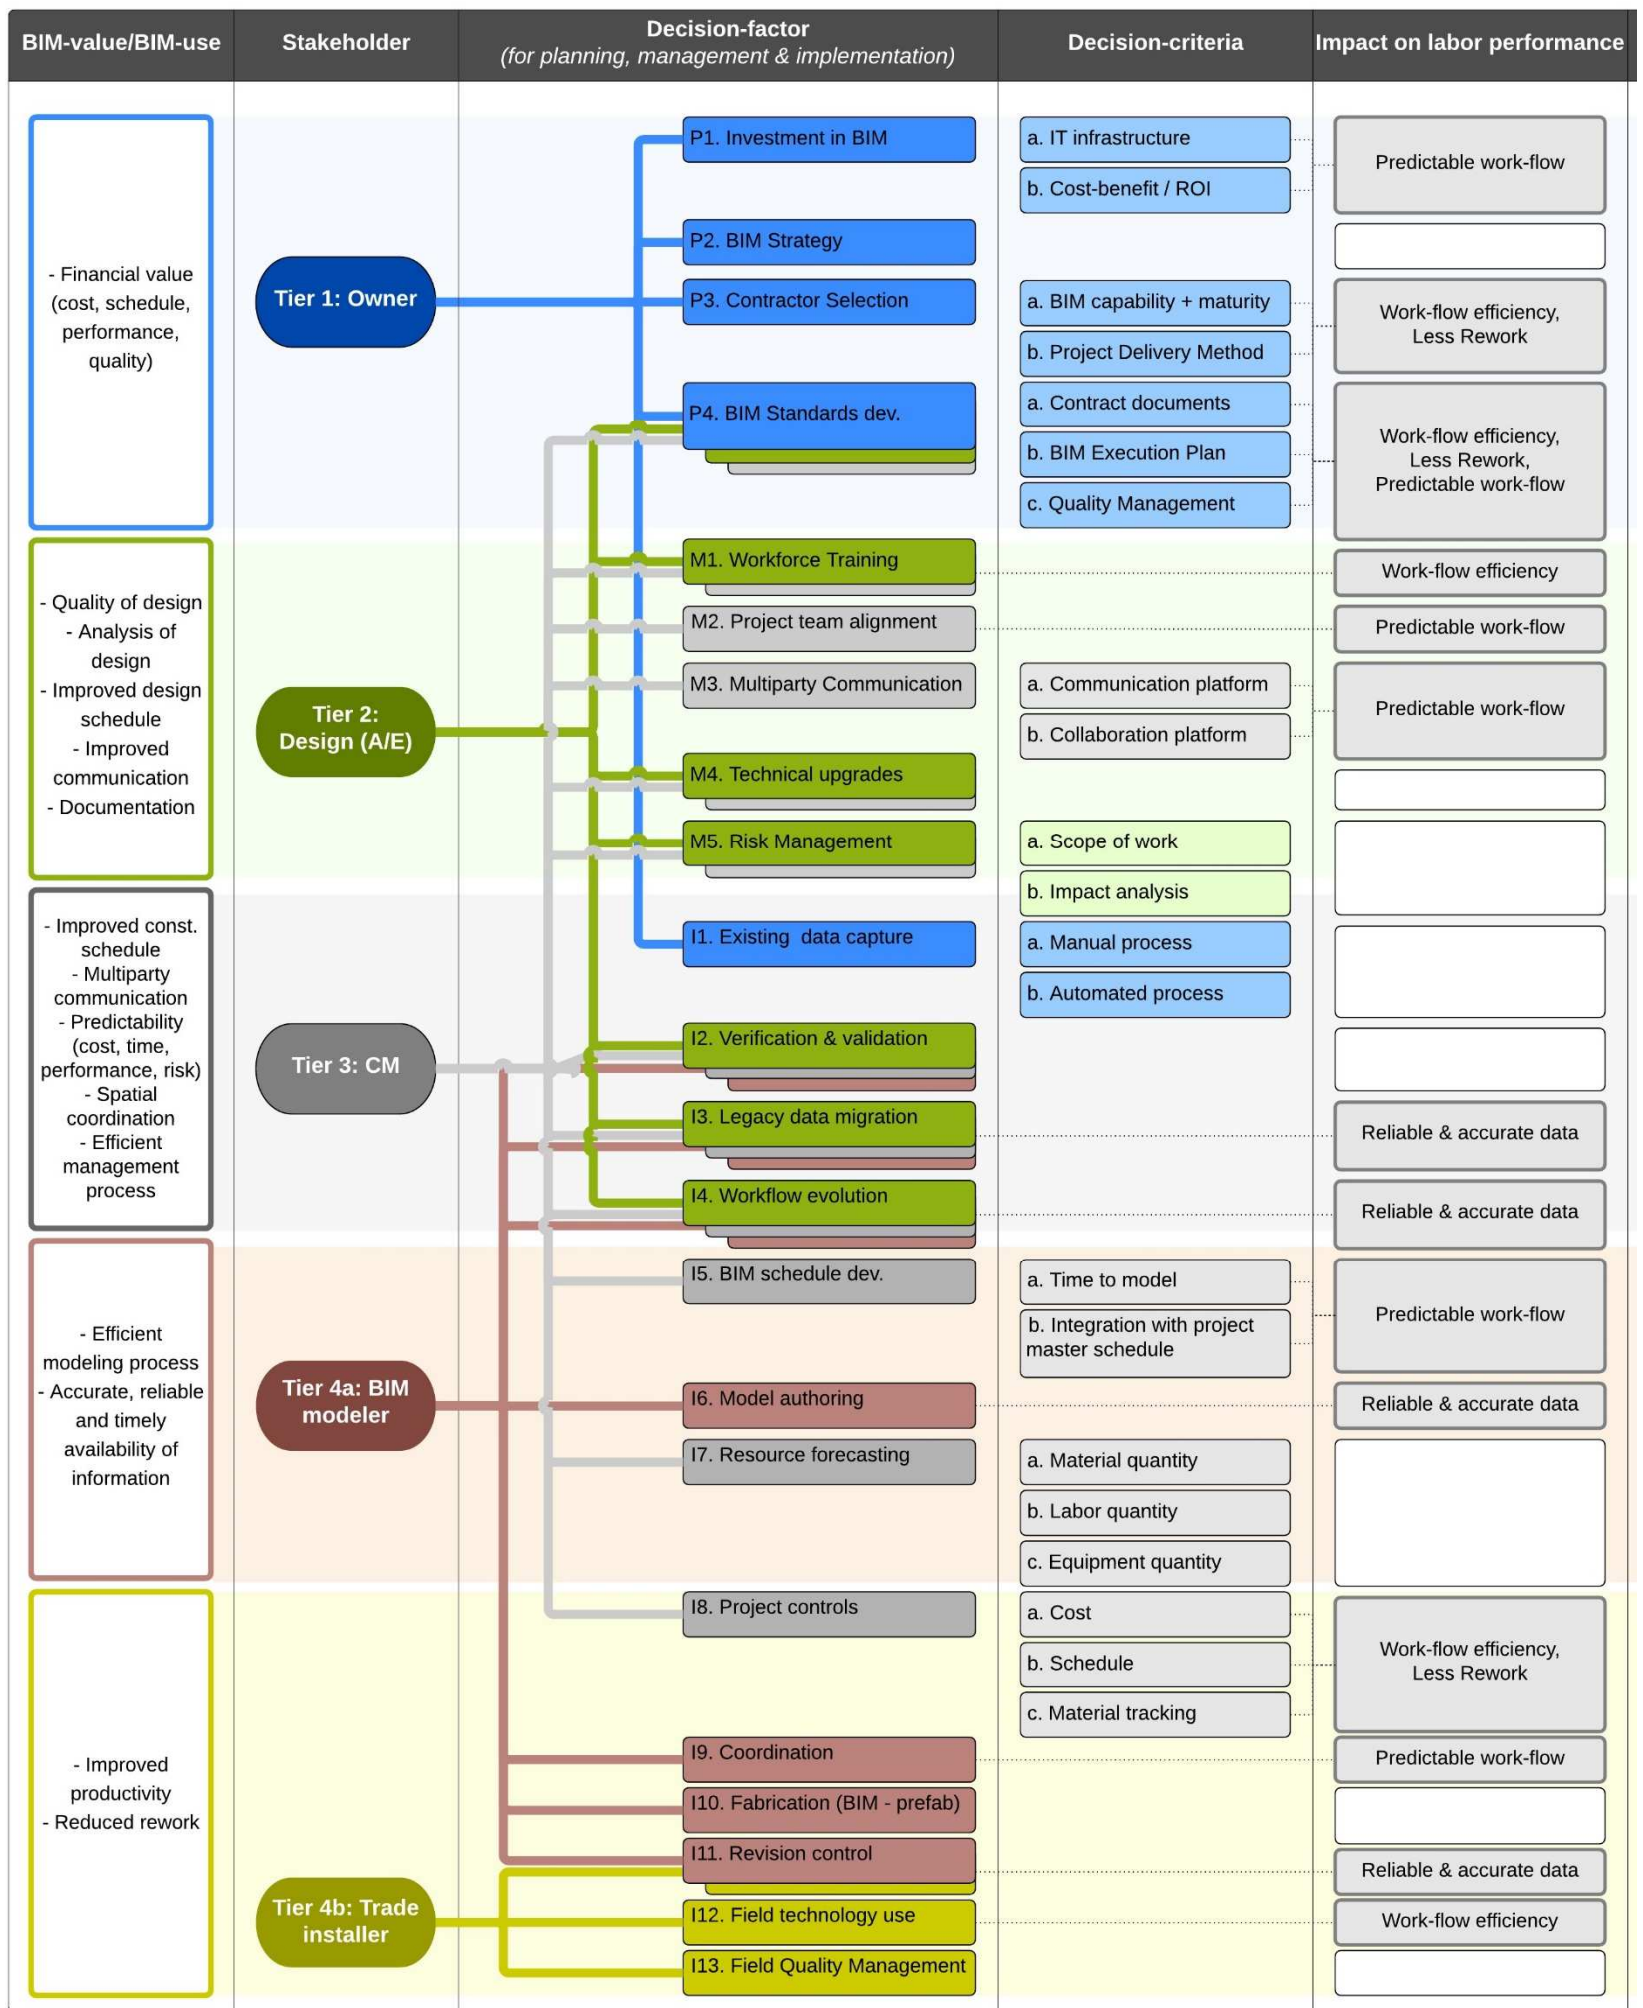 BIM-value/BIM-use
Stakeholder
Decision-factor
(for planning, management & implementation)
Decision-criteria
Impact on labor performance
- Financial value
(cost, schedule,
performance,
quality)
Tier 1: Owner
P1. Investment in BIM
a. IT infrastructure
b. Cost-benefit / ROI
Predictable work-flow
P2. BIM Strategy
P3. Contractor Selection
a. BIM capability + maturity
b. Project Delivery Method
Work-flow efficiency,
Less Rework
P4. BIM Standards dev.
a. Contract documents
b. BIM Execution Plan
c. Quality Management
Work-flow efficiency,
Less Rework,
Predictable work-flow
- Quality of design
- Analysis of
design
- Improved design
schedule
- Improved
communication
- Documentation
Tier 2:
Design (A/E)
M1. Workforce Training
Work-flow efficiency
M2. Project team alignment
Predictable work-flow
M3. Multiparty Communication
a. Communication platform
b. Collaboration platform
Predictable work-flow
M4. Technical upgrades
M5. Risk Management
a. Scope of work
b. Impact analysis
- Improved const.
schedule
- Multiparty
communication
- Predictability
(cost, time,
performance, risk)
- Spatial
coordination
- Efficient
management
process
Tier 3: CM
I1. Existing  data capture
a. Manual process
b. Automated process
I2. Verification & validation
I3. Legacy data migration
Reliable & accurate data
I4. Workflow evolution
Reliable & accurate data
- Efficient
modeling process
- Accurate, reliable
and timely
availability of
information
Tier 4a: BIM
modeler
I5. BIM schedule dev.
a. Time to model
b. Integration with project
master schedule
Predictable work-flow
I6. Model authoring
Reliable & accurate data
I7. Resource forecasting
a. Material quantity
b. Labor quantity
c. Equipment quantity
- Improved
productivity
- Reduced rework
Tier 4b: Trade
installer
I8. Project controls
a. Cost
b. Schedule
c. Material tracking
Work-flow efficiency,
Less Rework
I9. Coordination
Predictable work-flow
I10. Fabrication (BIM - prefab)
I11. Revision control
Reliable & accurate data
I12. Field technology use
Work-flow efficiency
I13. Field Quality Management